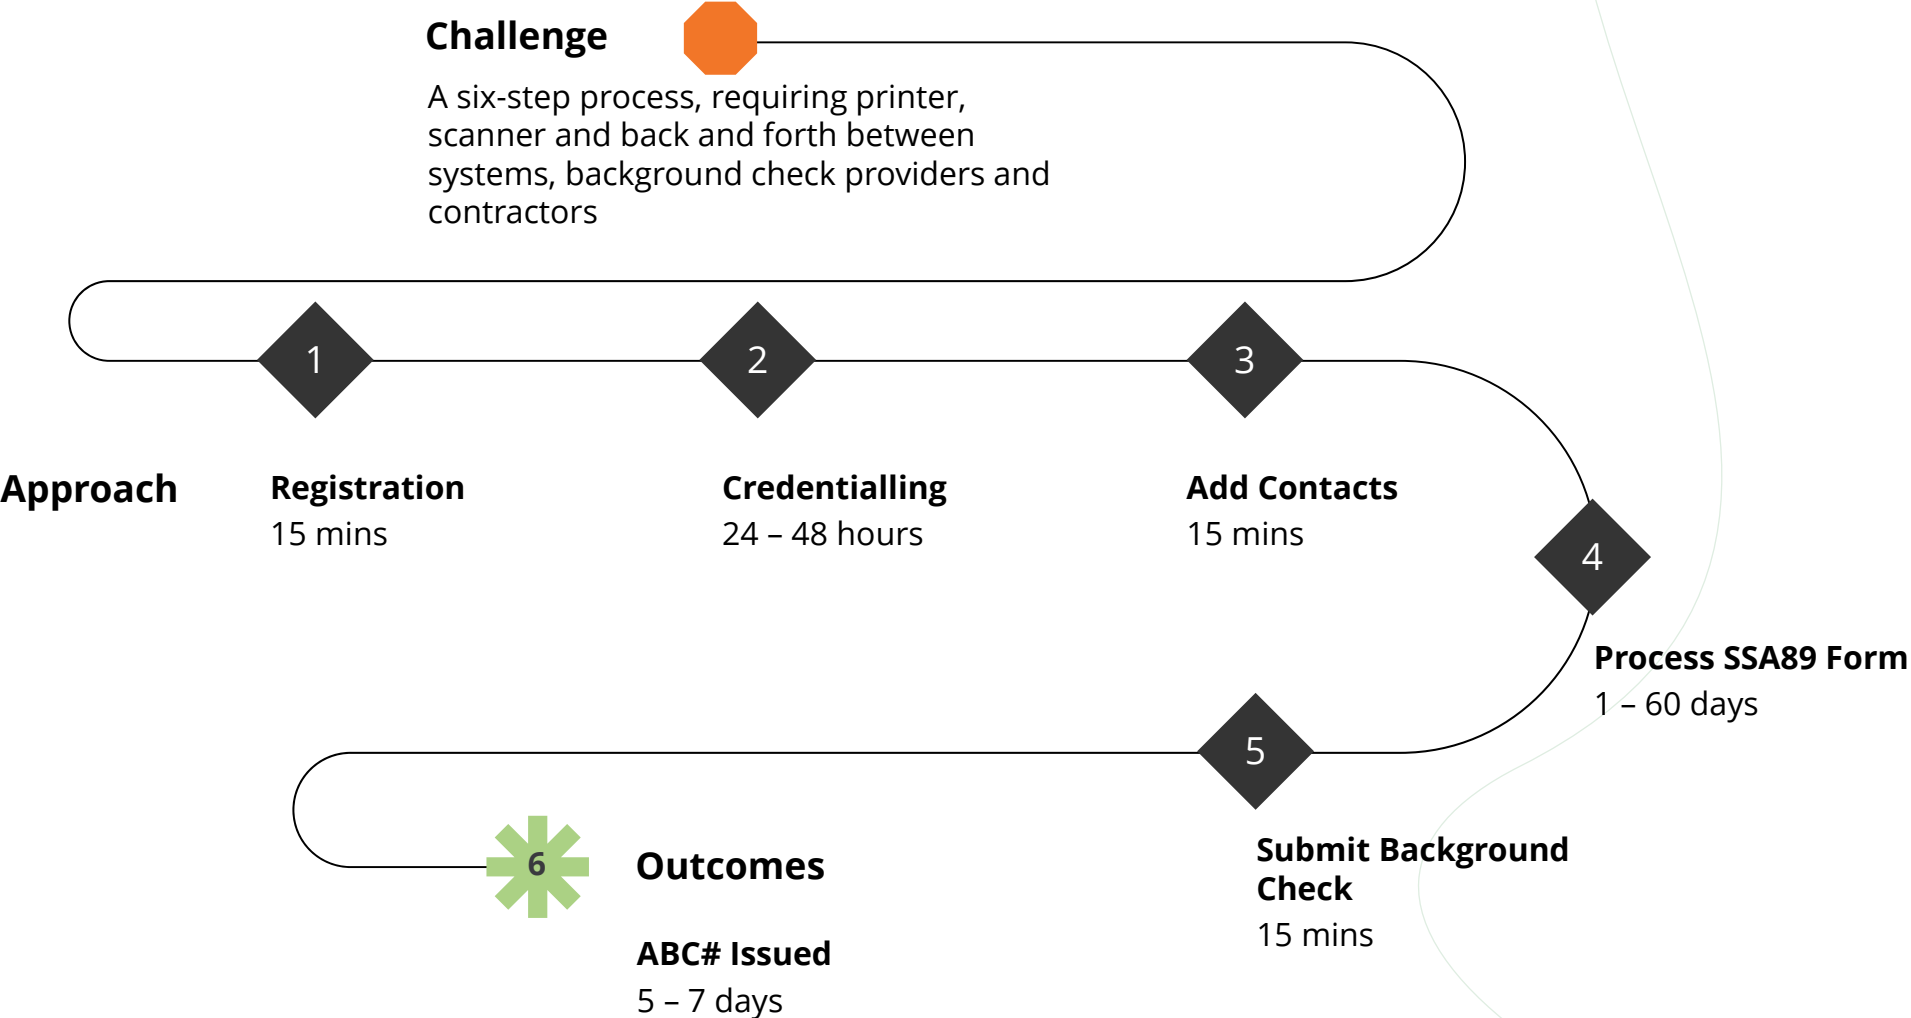 Challenge
A six-step process, requiring printer,
scanner and back and forth between
systems, background check providers and
contractors
1
2
3
Approach
Registration
15 mins
Credentialling
24 – 48 hours
Add Contacts
15 mins
4
Process SSA89 Form
1 – 60 days
5
Submit Background
Check
15 mins
6
Outcomes
ABC# Issued
5 – 7 days